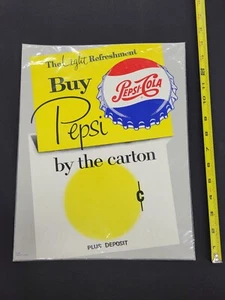 The Light Refreshment
Buy
PEPSI-COLA
Pepsi
by the carton
¢
PLUS DEPOSIT